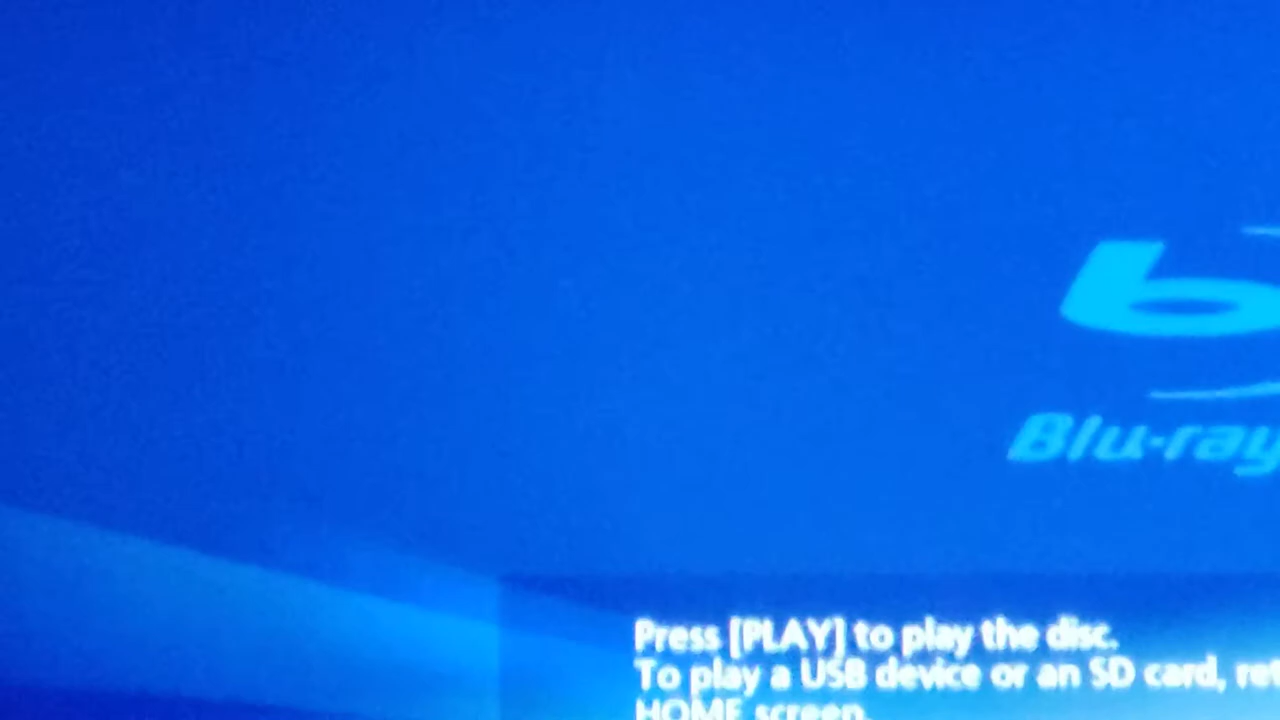 b
Blu-ray
Press [PLAY] to play the disc.
To play a USB device or an SD card,
HOME screen.